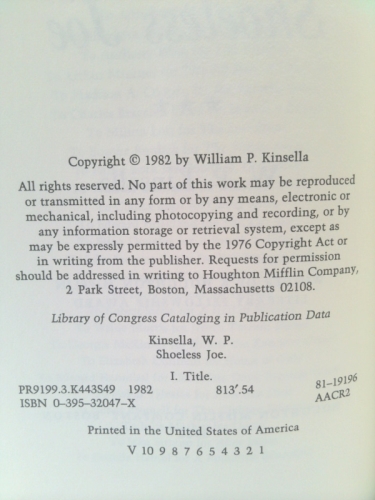 Shoeless Joe
Copyright © 1982 by William P. Kinsella
All rights reserved. No part of this work may be reproduced
or transmitted in any form or by any means, electronic or
mechanical, including photocopying and recording, or by
any information storage or retrieval system, except as
may be expressly permitted by the 1976 Copyright Act or
in writing from the publisher. Requests for permission
should be addressed in writing to Houghton Mifflin Company,
2 Park Street, Boston, Massachusetts 02108.
Library of Congress Cataloging in Publication Data
Kinsella, W. P.
Shoeless Joe.
I. Title.
PR9199.3.K443S49 1982 813'.54 81-19196
ISBN 0-395-32047-X AACR2
Printed in the United States of America
V 10 9 8 7 6 5 4 3 2 1